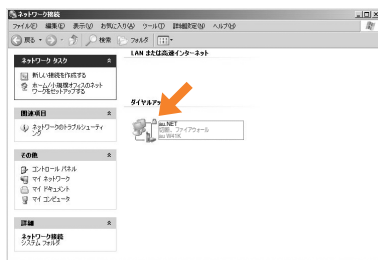 ネットワーク接続
ファイル(F) 編集(E) 表示(V) お気に入り(A) ツール(T) 詳細設定(N) ヘルプ(H)
戻る 検索 フォルダ
LAN または高速インターネット
ネットワーク タスク
新しい接続を作成する
ホーム/小規模オフィスのネット
ワークをセットアップする
ダイヤルアッ
関連項目
ネットワークのトラブルシューティ
ング
au.NET
切断、ファイアウォール
au W41K
その他
コントロール パネル
マイ ネットワーク
マイ ドキュメント
マイ コンピュータ
詳細
ネットワーク接続
システム フォルダ